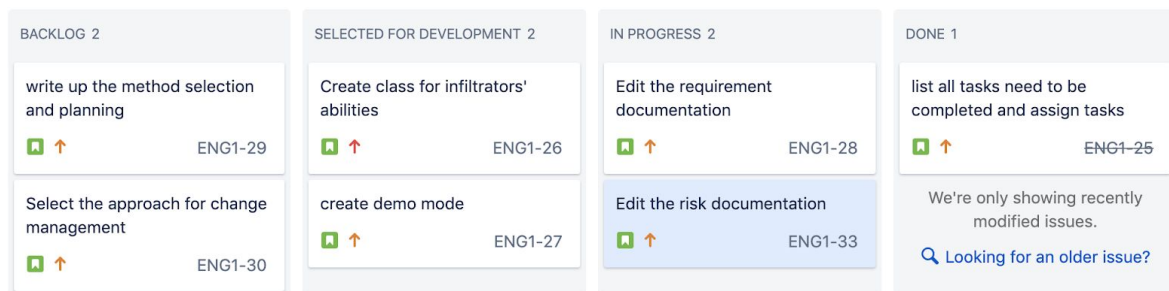 BACKLOG 2
write up the method selection
and planning
ENG1-29
Select the approach for change
management
ENG1-30
SELECTED FOR DEVELOPMENT 2
Create class for infiltrators'
abilities
ENG1-26
create demo mode
ENG1-27
IN PROGRESS 2
Edit the requirement
documentation
ENG1-28
Edit the risk documentation
ENG1-33
DONE 1
list all tasks need to be
completed and assign tasks
ENG1-25
We're only showing recently
modified issues.
Looking for an older issue?